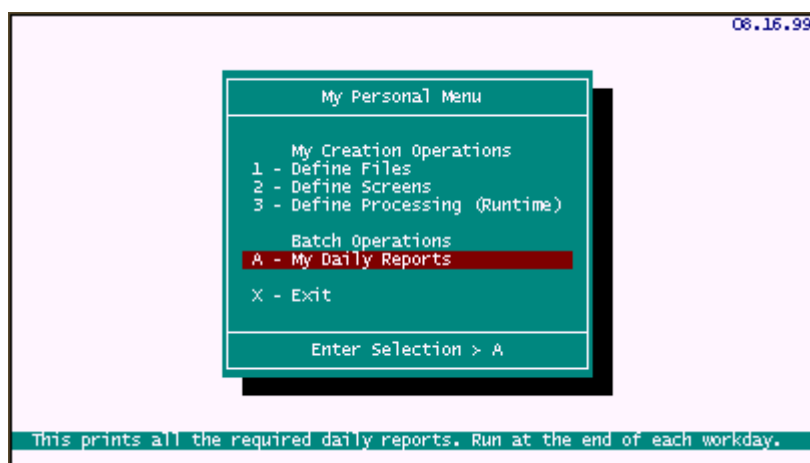 08.16.99
My Personal Menu
My Creation Operations
1 - Define Files
2 - Define Screens
3 - Define Processing (Runtime)
Batch Operations
A - My Daily Reports
X - Exit
Enter Selection > A
This prints all the required daily reports. Run at the end of each workday.